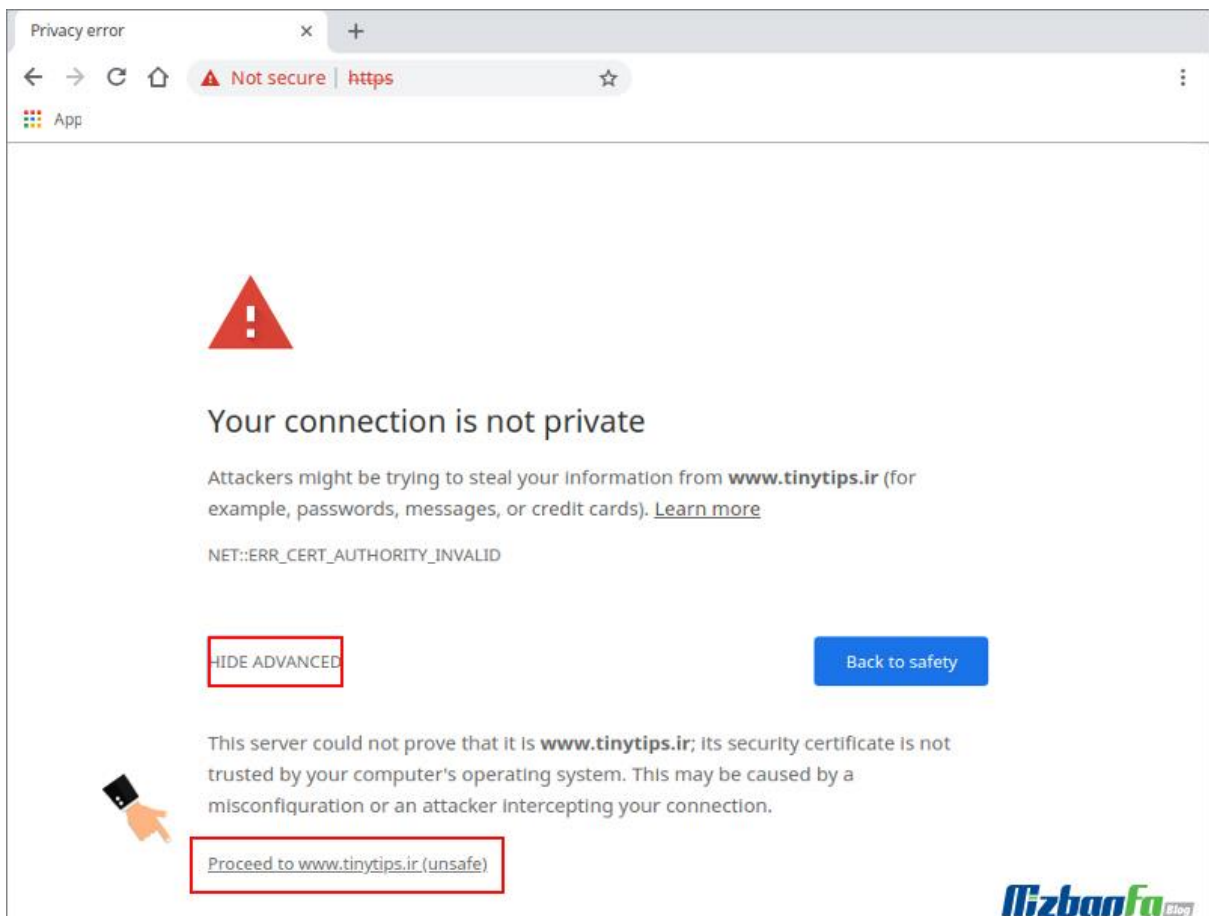 Privacy error
Not secure | https
App
Your connection is not private
Attackers might be trying to steal your information from www.tinytips.ir (for
example, passwords, messages, or credit cards). Learn more
NET::ERR_CERT_AUTHORITY_INVALID
HIDE ADVANCED
Back to safety
This server could not prove that it is www.tinytips.ir; its security certificate is not
trusted by your computer's operating system. This may be caused by a
misconfiguration or an attacker intercepting your connection.
Proceed to www.tinytips.ir (unsafe)
MizbanFa Blog